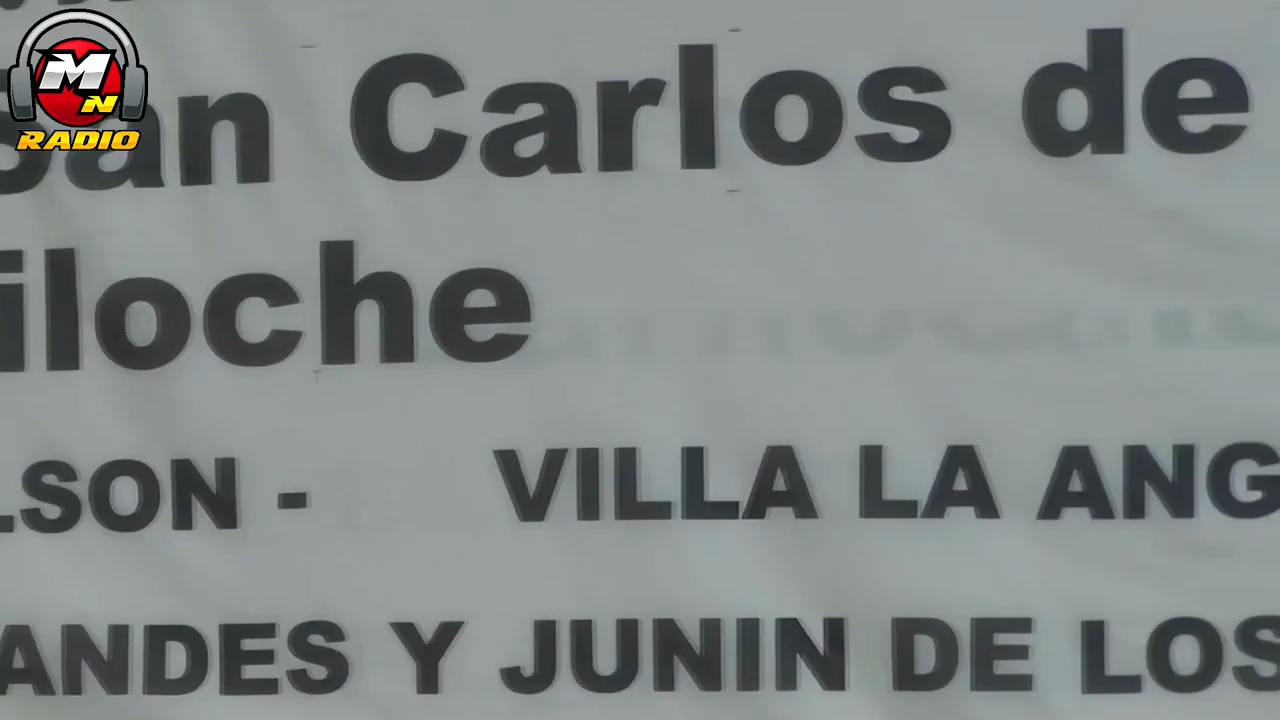 MN
RADIO
San Carlos de
iloche
LSON - VILLA LA ANG
ANDES Y JUNIN DE LOS